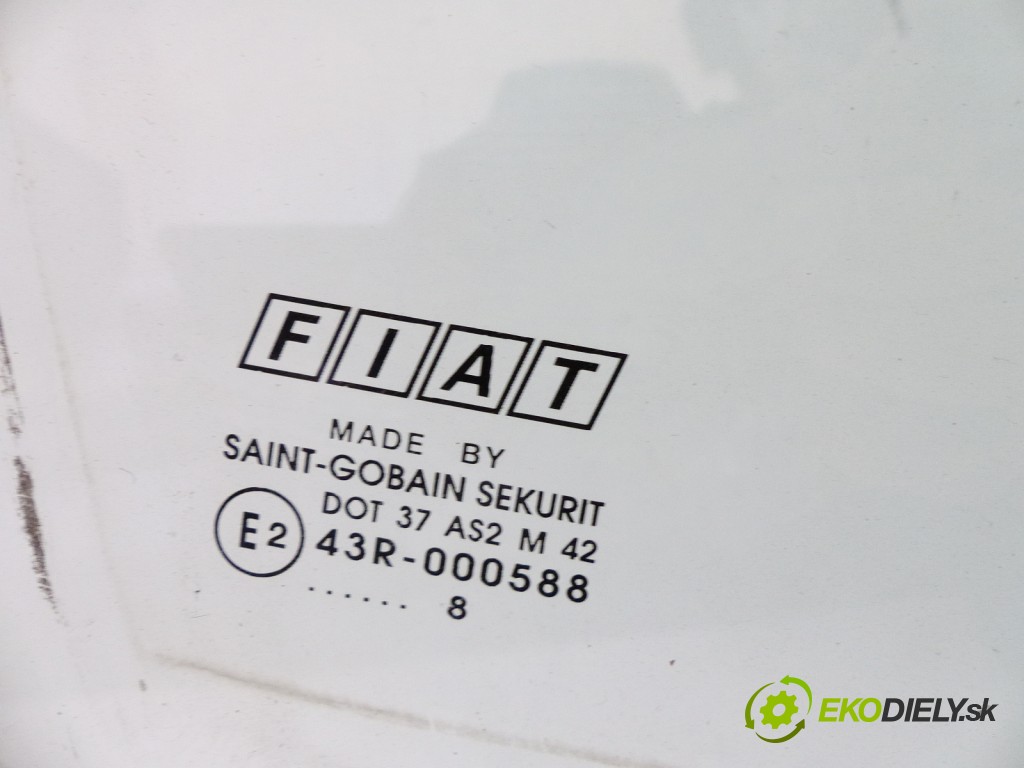 FIAT
MADE BY
SAINT-GOBAIN SEKURIT
DOT 37 AS2 M 42
E2 43R-000588
...... 8
EKODIELY.sk